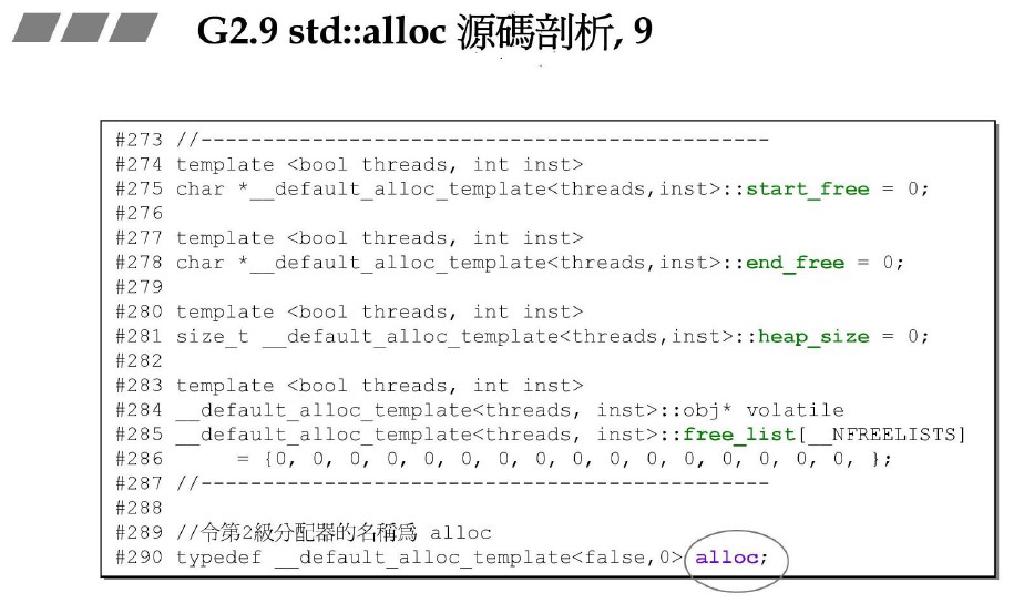 G2.9 std::alloc 源碼剖析, 9
#273 //----------------------------------------------
#274 template <bool threads, int inst>
#275 char *__default_alloc_template<threads,inst>::start_free = 0;
#276
#277 template <bool threads, int inst>
#278 char *__default_alloc_template<threads,inst>::end_free = 0;
#279
#280 template <bool threads, int inst>
#281 size_t __default_alloc_template<threads,inst>::heap_size = 0;
#282
#283 template <bool threads, int inst>
#284 __default_alloc_template<threads, inst>::obj* volatile
#285 __default_alloc_template<threads, inst>::free_list[__NFREELISTS]
#286      = {0, 0, 0, 0, 0, 0, 0, 0, 0, 0, 0, 0, 0, 0, 0, 0, };
#287 //----------------------------------------------
#288
#289 //令第2級分配器的名稱為 alloc
#290 typedef __default_alloc_template<false,0> alloc;